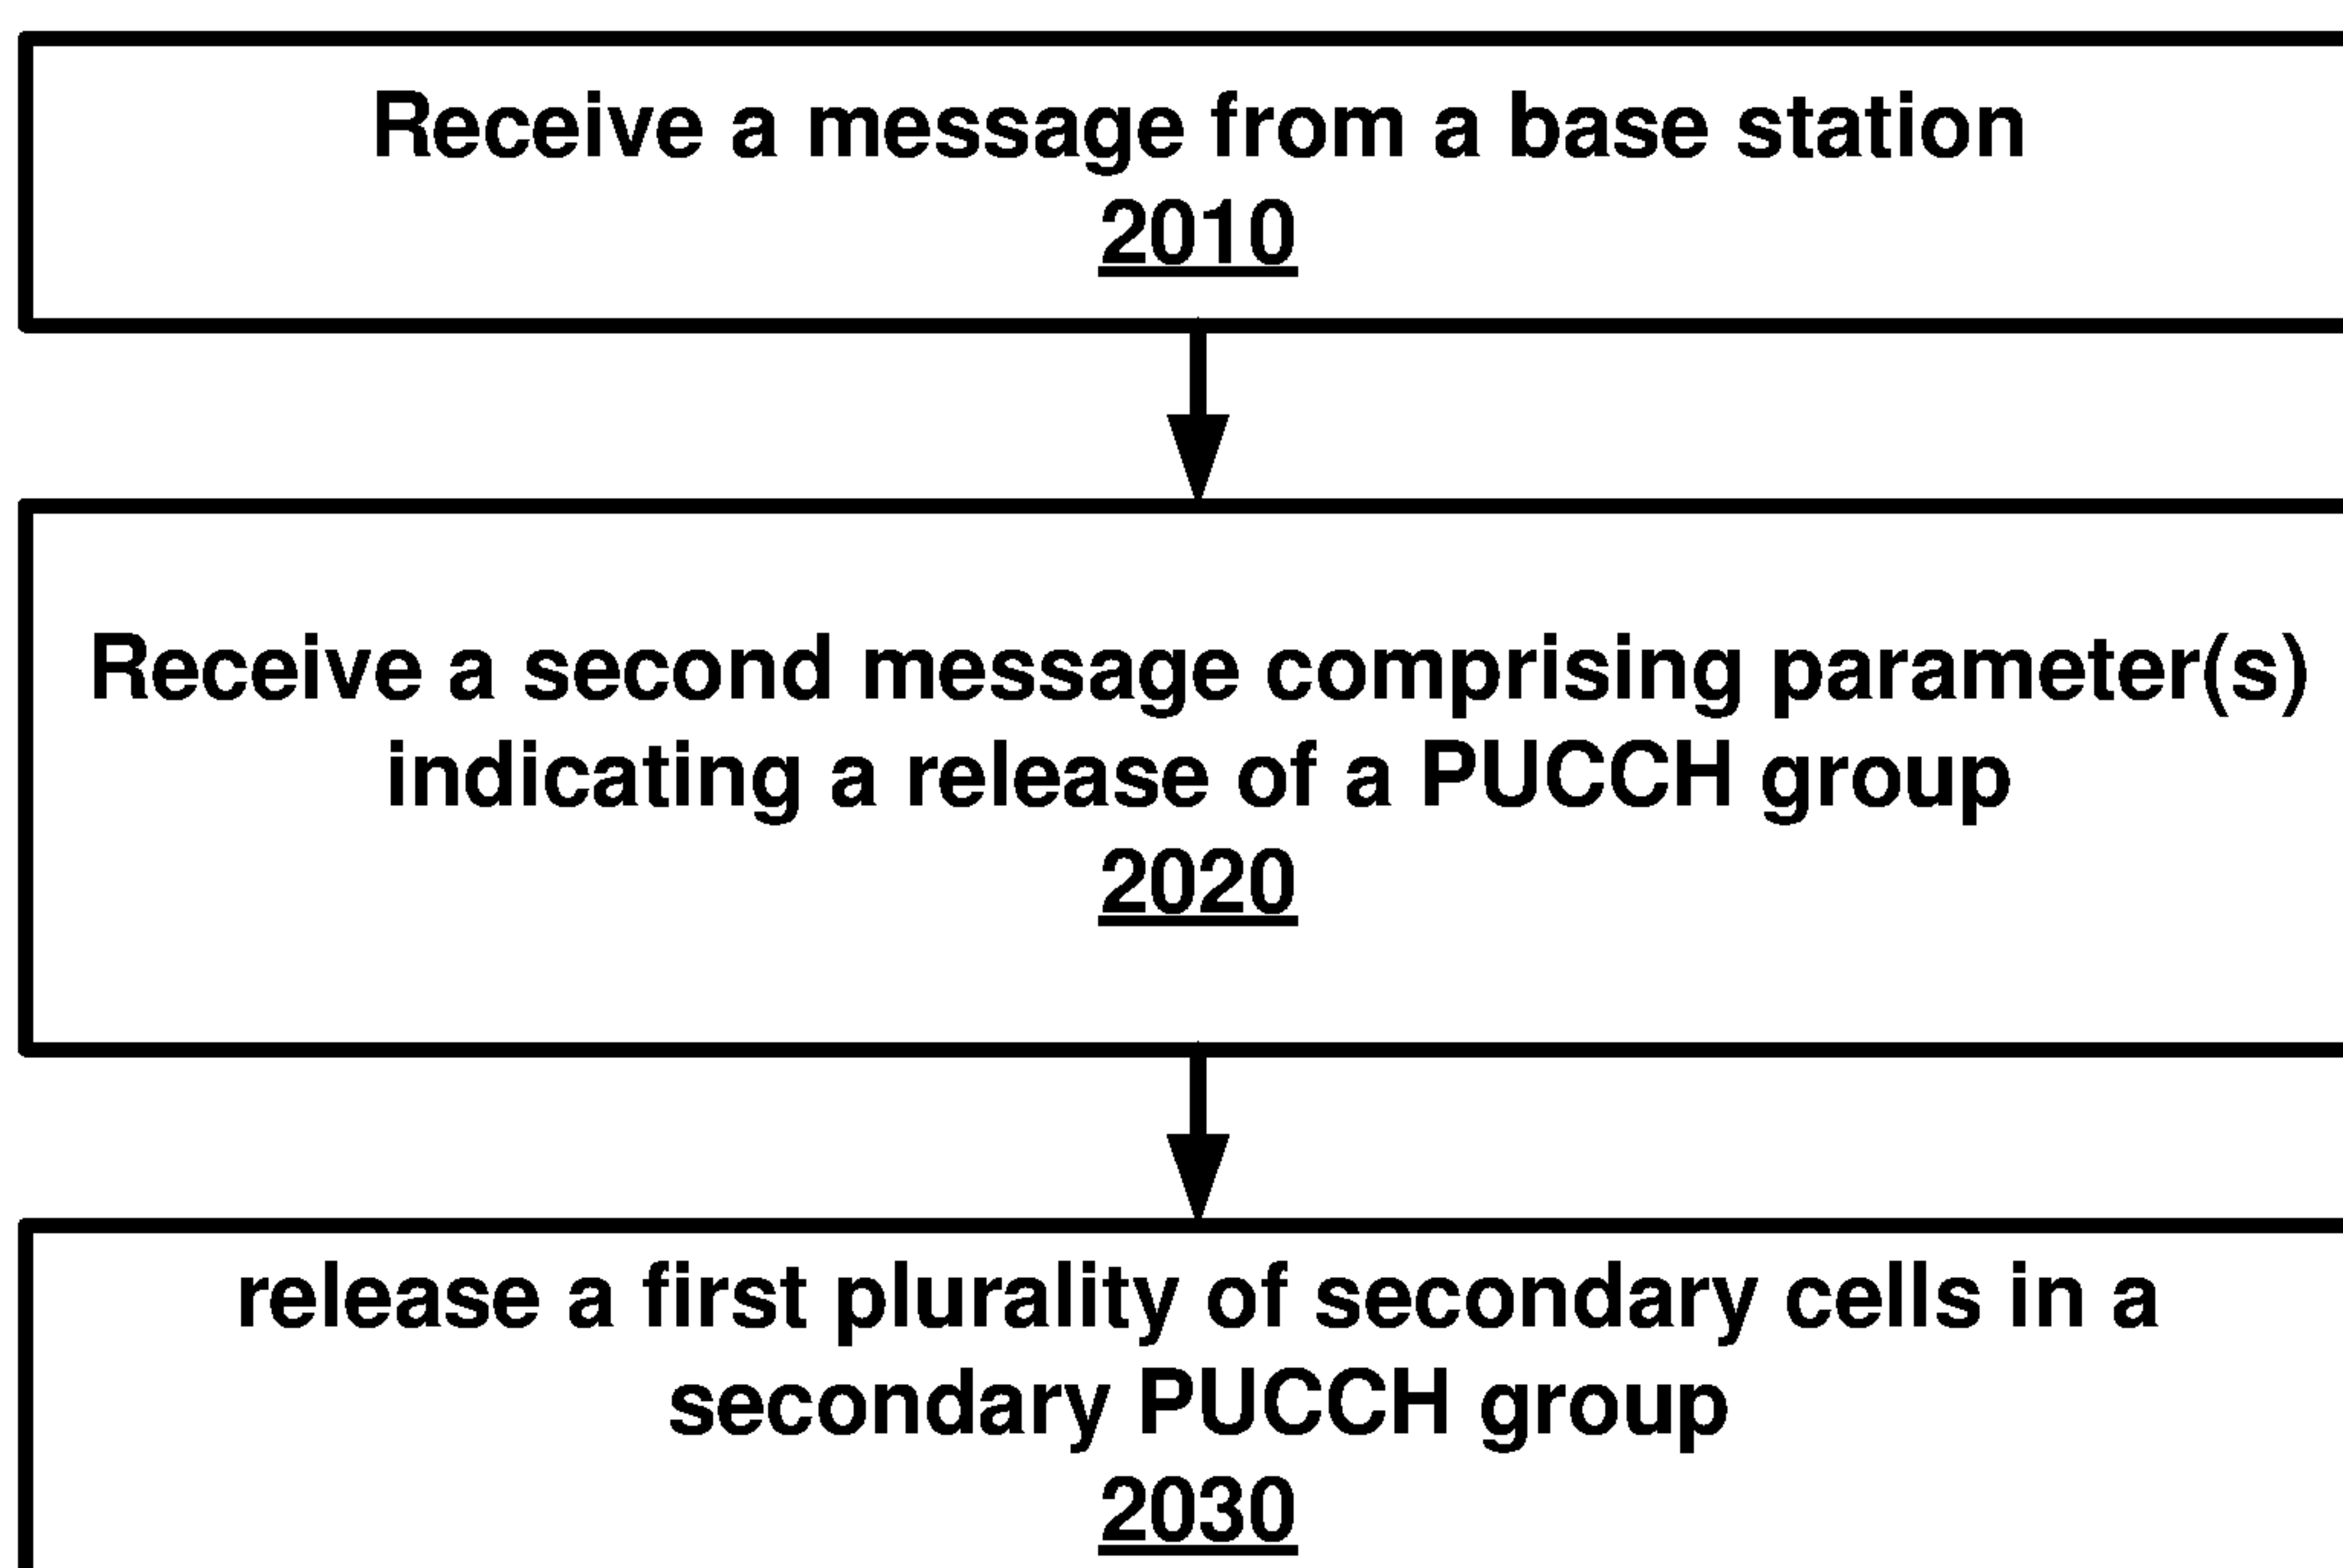 Receive a message from a base station
2010
Receive a second message comprising parameter(s)
indicating a release of a PUCCH group
2020
release a first plurality of secondary cells in a
secondary PUCCH group
2030